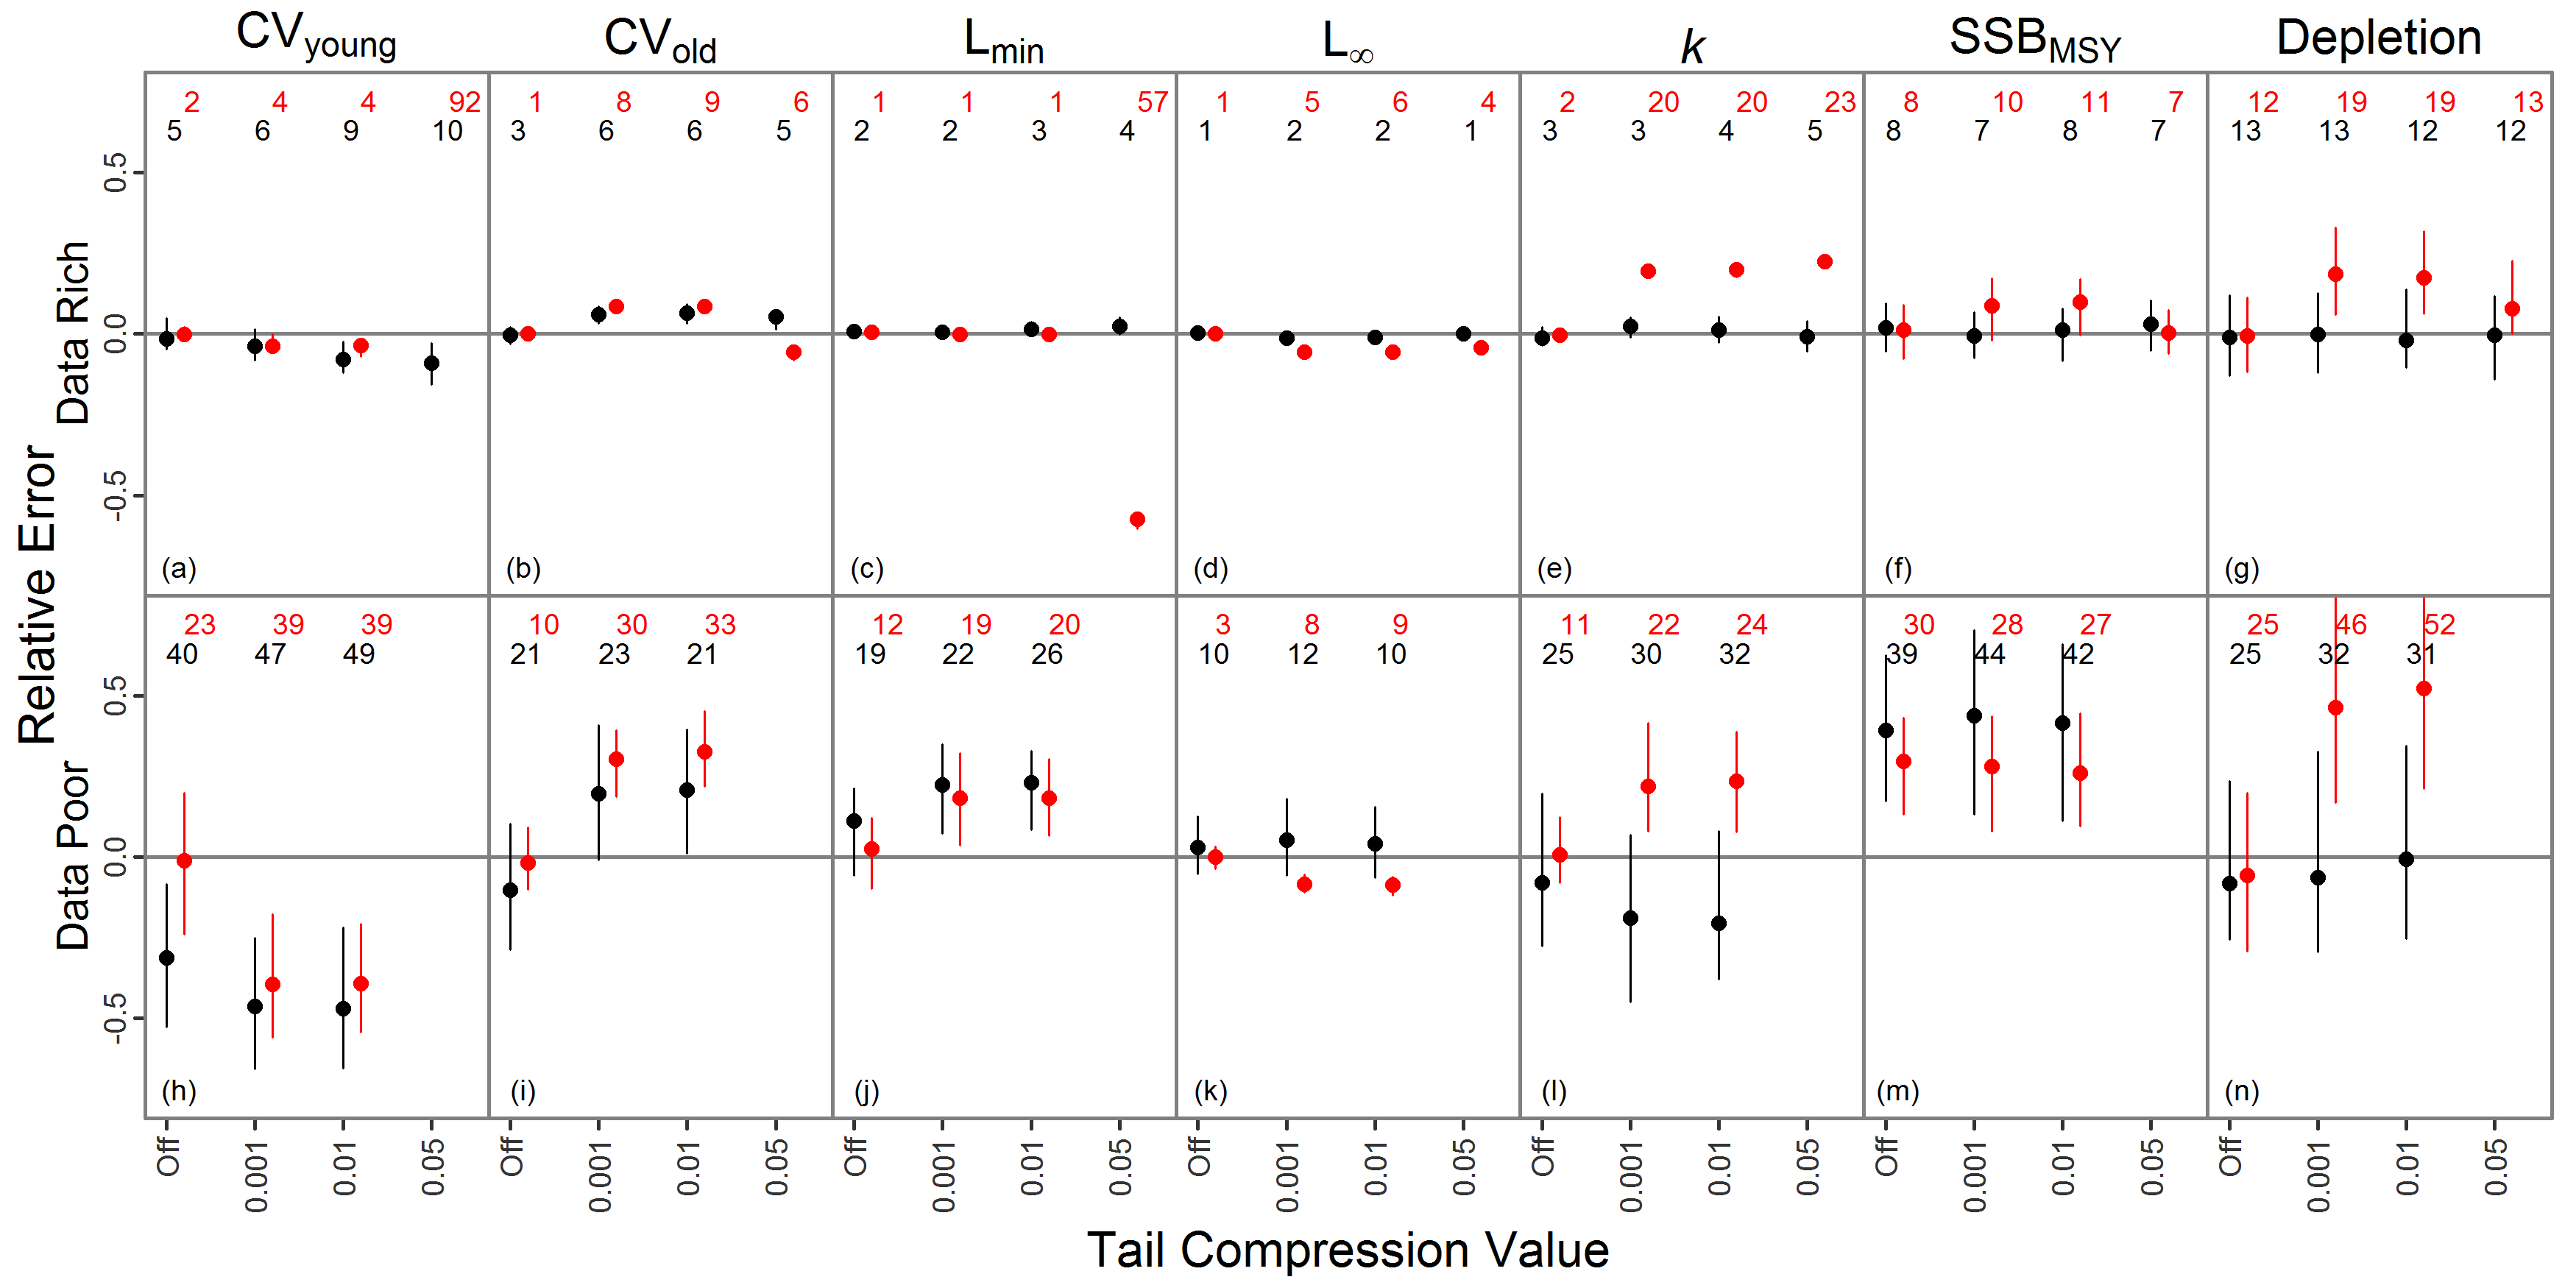 CVyoung CVold Lmin L∞ k SSBMSY Depletion
2 4 4 92 1 8 9 6 1 1 1 57 1 5 6 4 2 20 20 23 8 10 11 7 12 19 19 13
5 6 9 10 3 6 6 5 2 2 3 4 1 2 2 1 3 3 4 5 8 7 8 7 13 13 12 12
0.5
0.0
-0.5
Data Rich
(a) (b) (c) (d) (e) (f) (g)
Relative Error
23 39 39 10 30 33 12 19 20 3 8 9 11 22 24 30 28 27 25 46 52
40 47 49 21 23 21 19 22 26 10 12 10 25 30 32 39 44 42 25 32 31
0.5
0.0
-0.5
Data Poor
(h) (i) (j) (k) (l) (m) (n)
Off 0.001 0.01 0.05 Off 0.001 0.01 0.05 Off 0.001 0.01 0.05 Off 0.001 0.01 0.05 Off 0.001 0.01 0.05 Off 0.001 0.01 0.05 Off 0.001 0.01 0.05
Tail Compression Value